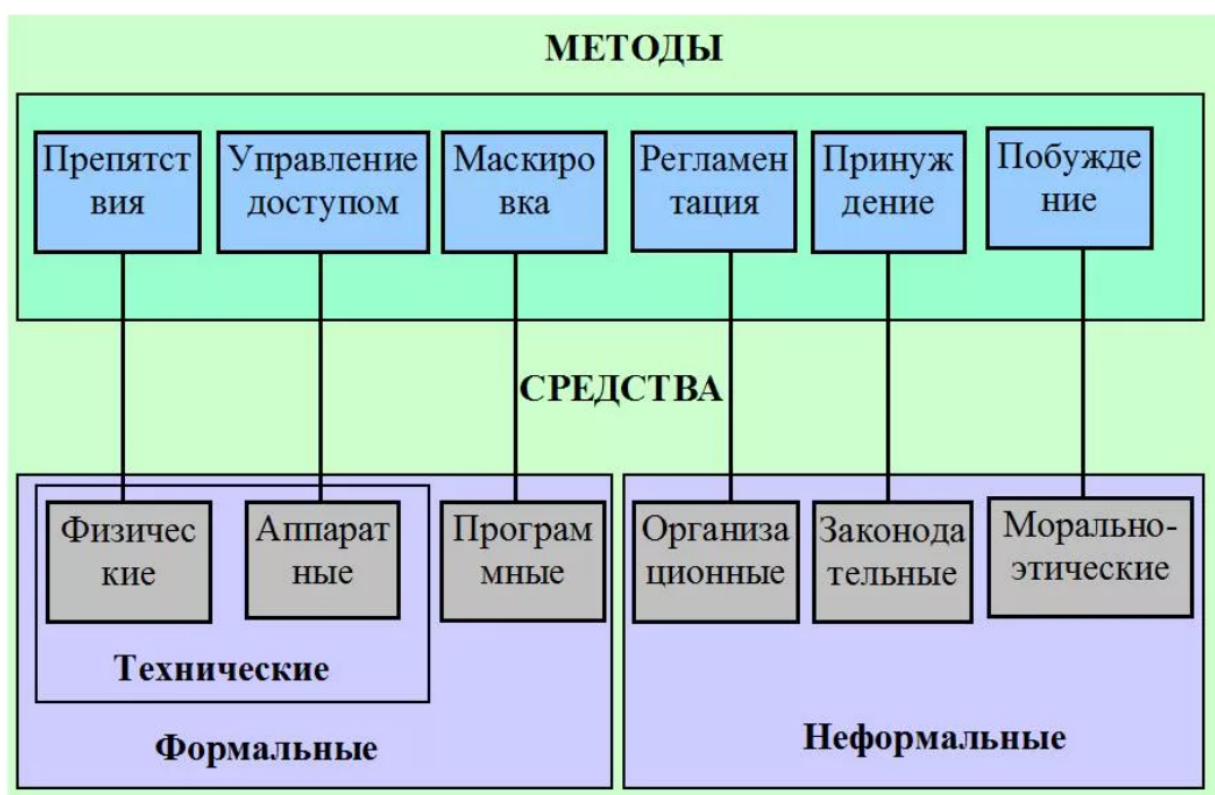 МЕТОДЫ
Препятст
вия
Управление
доступом
Маскиро
вка
Регламен
тация
Принуж
дение
Побужде
ние
СРЕДСТВА
Физичес
кие
Аппарат
ные
Програм
мные
Организа
ционные
Законода
тельные
Морально-
этические
Технические
Формальные
Неформальные